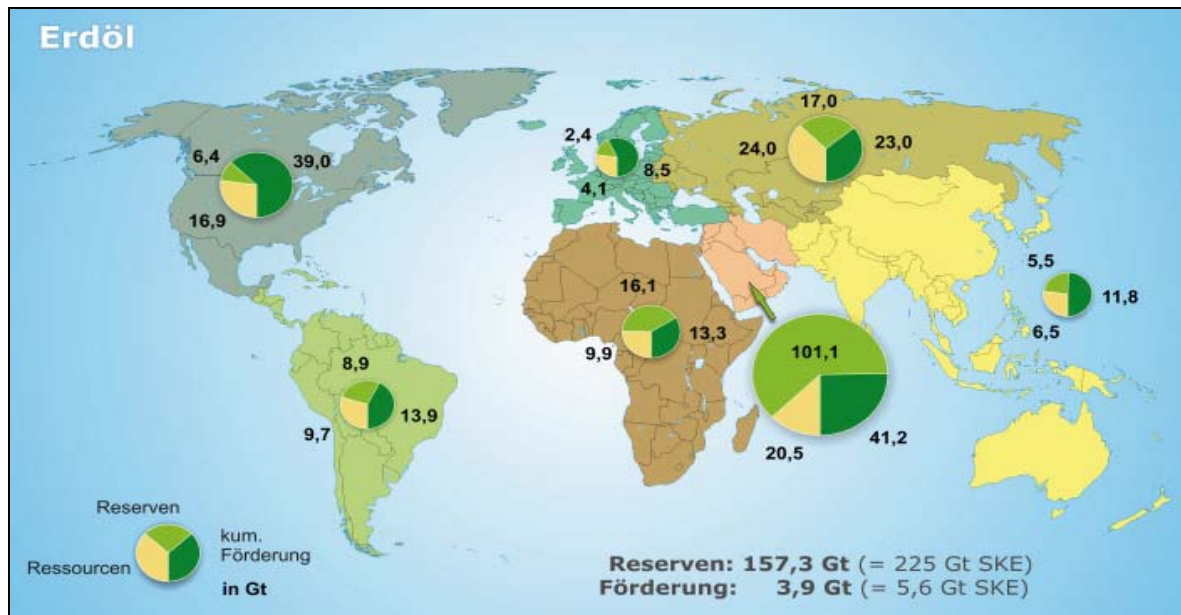 Erdöl
6,4
39,0
16,9
2,4
4,1
8,5
17,0
24,0
23,0
5,5
11,8
6,5
16,1
13,3
9,9
101,1
41,2
20,5
8,9
13,9
9,7
Reserven
Ressourcen
kum.
Förderung
in Gt
Reserven: 157,3 Gt (= 225 Gt SKE)
Förderung: 3,9 Gt (= 5,6 Gt SKE)